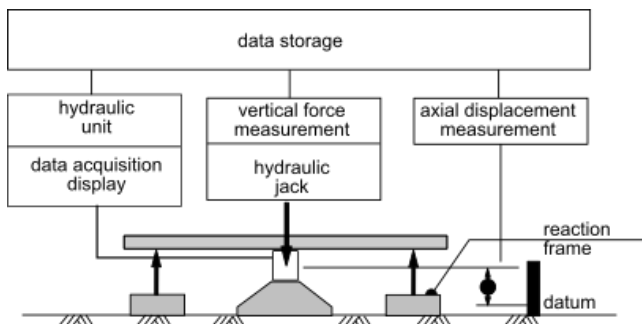 data storage
hydraulic
unit
vertical force
measurement
axial displacement
measurement
data acquisition
display
hydraulic
jack
reaction
frame
datum